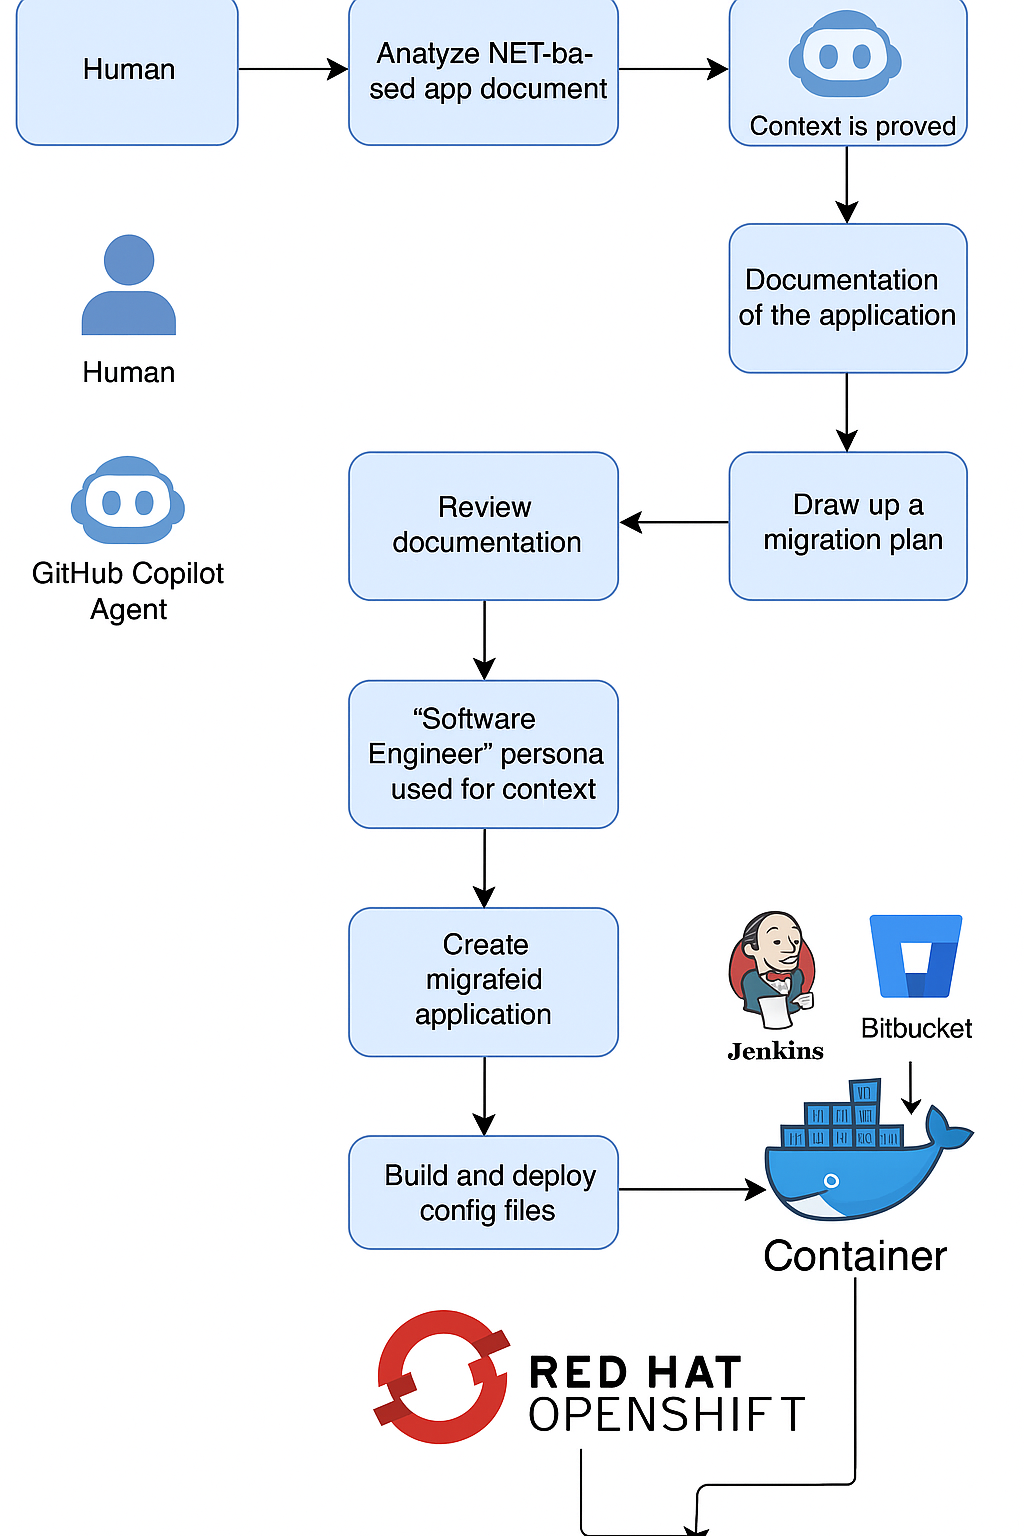 Human
Anatyze NET-ba-
sed app document
Context is proved
Documentation
of the application
Human
Draw up a
migration plan
Review
documentation
GitHub Copilot
Agent
“Software
Engineer” persona
used for context
Create
migrafeid
application
Jenkins
Bitbucket
Build and deploy
config files
Container
RED HAT
OPENSHIFT